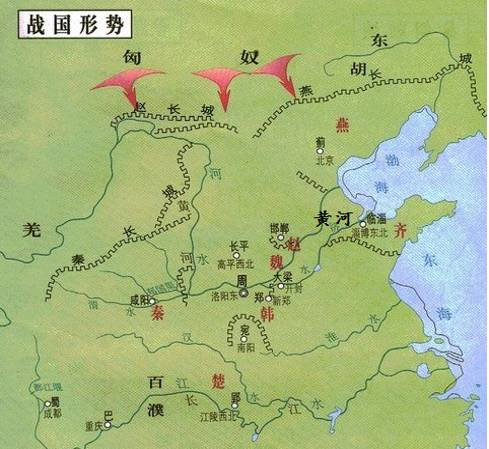 战国形势
匈奴
东胡
燕长城
赵长城
燕
蓟
北京
渤海
羌
秦长城
河
黄
河水
黄河
临淄
淄博东北
齐
邯郸
赵
长平
高平西北
魏
周
洛阳东
大梁
开封
郑
新郑
韩
咸阳
秦
渭水
东海
宛
南阳
汉水
淮水
都江堰
蜀
成都
百濮
楚
郢
江陵西北
巴
重庆
长江
江水